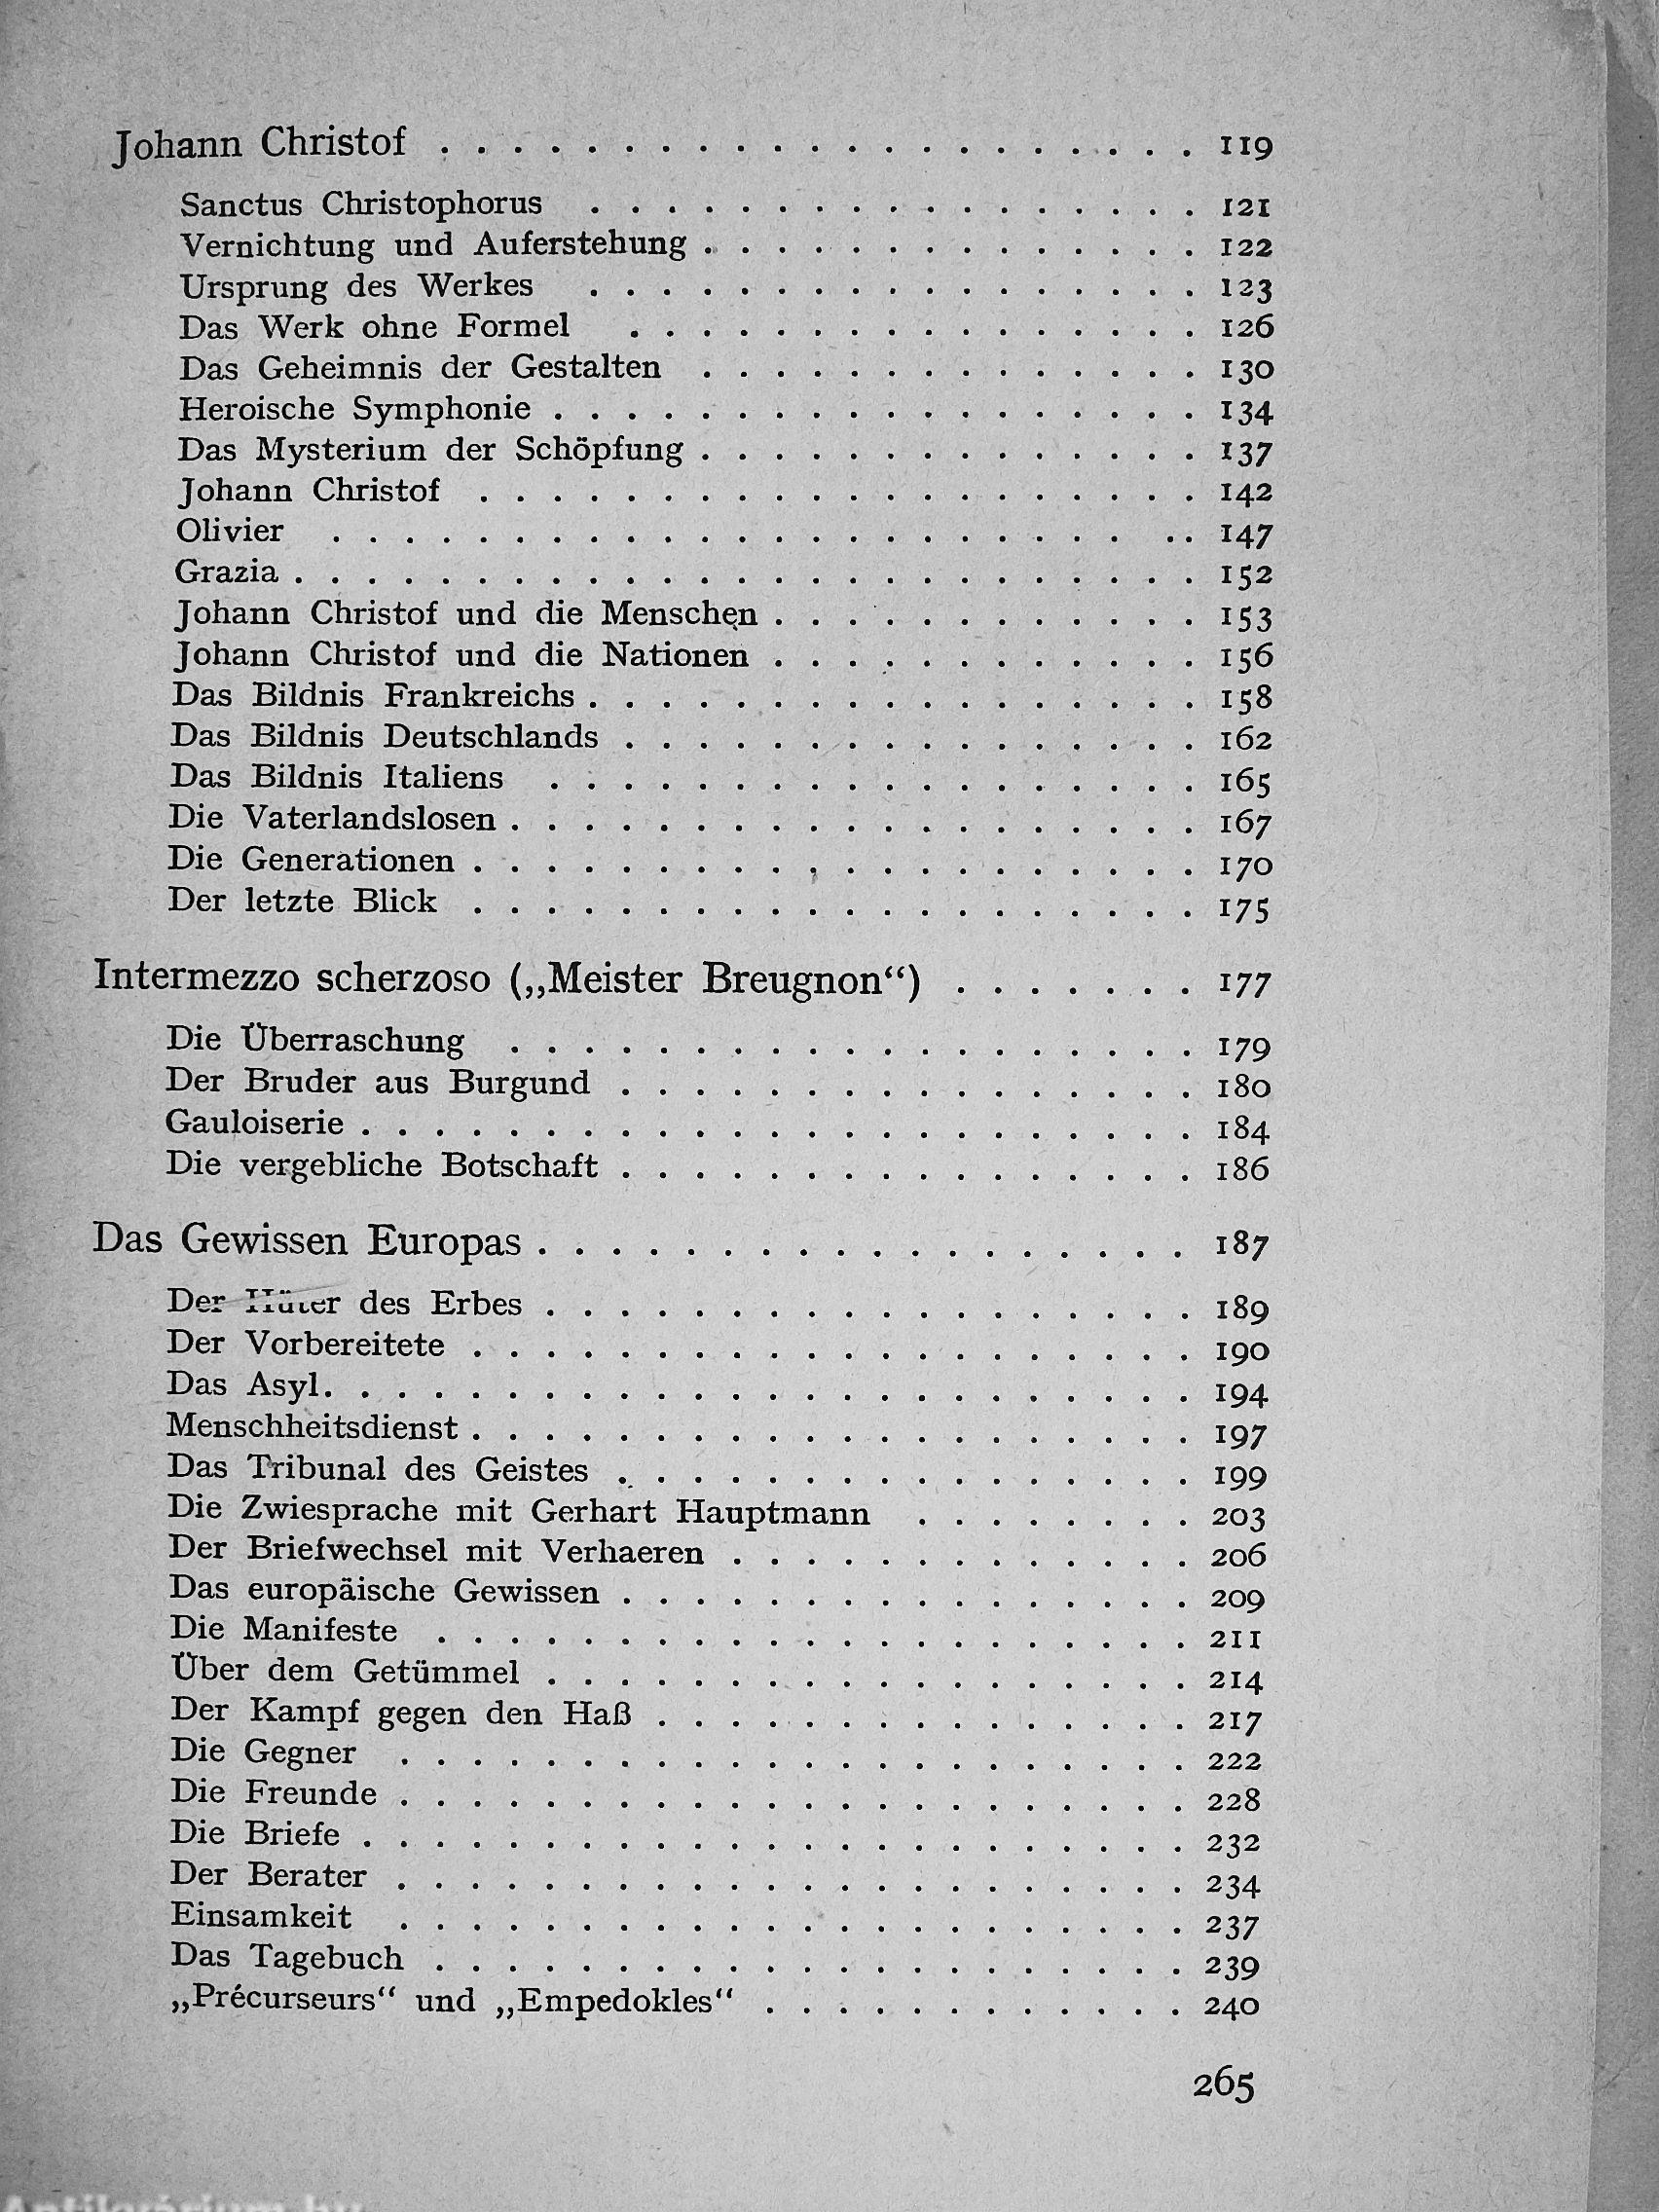 Johann Christof . . . . . . . . . . . . . . . . . . . . . 119
Sanctus Christophorus . . . . . . . . . . . . . . . . . 121
Vernichtung und Auferstehung . . . . . . . . . . . . . . 122
Ursprung des Werkes . . . . . . . . . . . . . . . . . 123
Das Werk ohne Formel . . . . . . . . . . . . . . . . 126
Das Geheimnis der Gestalten . . . . . . . . . . . . . . 130
Heroische Symphonie . . . . . . . . . . . . . . . . . . 134
Das Mysterium der Schöpfung . . . . . . . . . . . . . . 137
Johann Christof . . . . . . . . . . . . . . . . . . . . 142
Olivier . . . . . . . . . . . . . . . . . . . . . . . . 147
Grazia . . . . . . . . . . . . . . . . . . . . . . . . . 152
Johann Christof und die Menschen . . . . . . . . . . . . 153
Johann Christof und die Nationen . . . . . . . . . . . . 156
Das Bildnis Frankreichs . . . . . . . . . . . . . . . . . 158
Das Bildnis Deutschlands . . . . . . . . . . . . . . . . 162
Das Bildnis Italiens . . . . . . . . . . . . . . . . . . 165
Die Vaterlandslosen . . . . . . . . . . . . . . . . . . . 167
Die Generationen . . . . . . . . . . . . . . . . . . . . 170
Der letzte Blick . . . . . . . . . . . . . . . . . . . . 175
Intermezzo scherzoso („Meister Breugnon“) . . . . . . . 177
Die Überraschung . . . . . . . . . . . . . . . . . . . 179
Der Bruder aus Burgund . . . . . . . . . . . . . . . . 180
Gauloiserie . . . . . . . . . . . . . . . . . . . . . . . 184
Die vergebliche Botschaft . . . . . . . . . . . . . . . . 186
Das Gewissen Europas . . . . . . . . . . . . . . . . . . 187
Der Hüter des Erbes . . . . . . . . . . . . . . . . . . 189
Der Vorbereitete . . . . . . . . . . . . . . . . . . . . 190
Das Asyl . . . . . . . . . . . . . . . . . . . . . . . . 194
Menschheitsdienst . . . . . . . . . . . . . . . . . . . . 197
Das Tribunal des Geistes . . . . . . . . . . . . . . . . 199
Die Zwiesprache mit Gerhart Hauptmann . . . . . . . . 203
Der Briefwechsel mit Verhaeren . . . . . . . . . . . . . 206
Das europäische Gewissen . . . . . . . . . . . . . . . . 209
Die Manifeste . . . . . . . . . . . . . . . . . . . . . 211
Über dem Getümmel . . . . . . . . . . . . . . . . . . 214
Der Kampf gegen den Haß . . . . . . . . . . . . . . . 217
Die Gegner . . . . . . . . . . . . . . . . . . . . . . 222
Die Freunde . . . . . . . . . . . . . . . . . . . . . . 228
Die Briefe . . . . . . . . . . . . . . . . . . . . . . . 232
Der Berater . . . . . . . . . . . . . . . . . . . . . . 234
Einsamkeit . . . . . . . . . . . . . . . . . . . . . . 237
Das Tagebuch . . . . . . . . . . . . . . . . . . . . . 239
„Précurseurs“ und „Empedokles“ . . . . . . . . . . . . 240
265